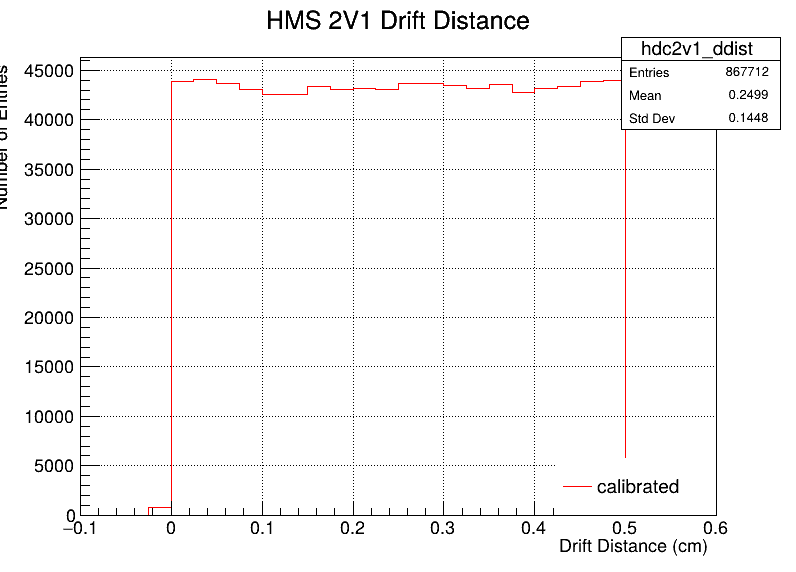 HMS 2V1 Drift Distance
hdc2v1_ddist
Entries 867712
Mean 0.2499
Std Dev 0.1448
Number of Entries
45000
40000
35000
30000
25000
20000
15000
10000
5000
0
−0.1 0 0.1 0.2 0.3 0.4 0.5 0.6
calibrated
Drift Distance (cm)